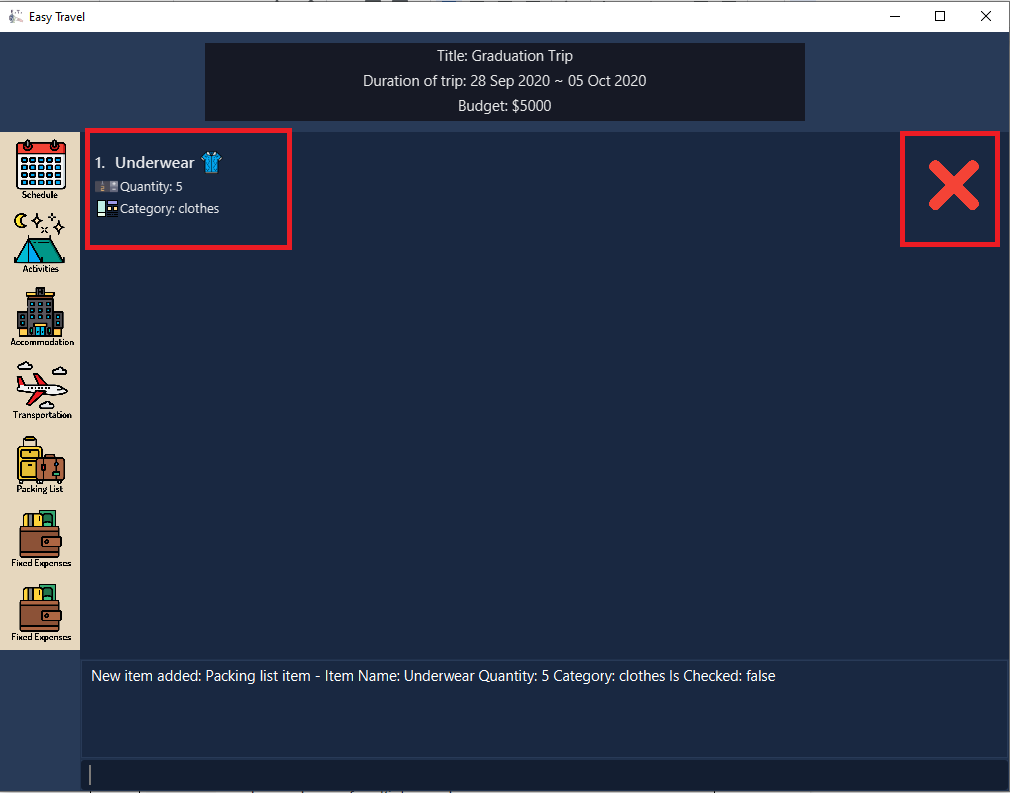 Easy Travel
Title: Graduation Trip
Duration of trip: 28 Sep 2020 ~ 05 Oct 2020
Budget: $5000
Schedule
Activities
Accommodation
Transportation
Packing List
Fixed Expenses
Fixed Expenses
1. Underwear
Quantity: 5
Category: clothes
New item added: Packing list item - Item Name: Underwear Quantity: 5 Category: clothes Is Checked: false